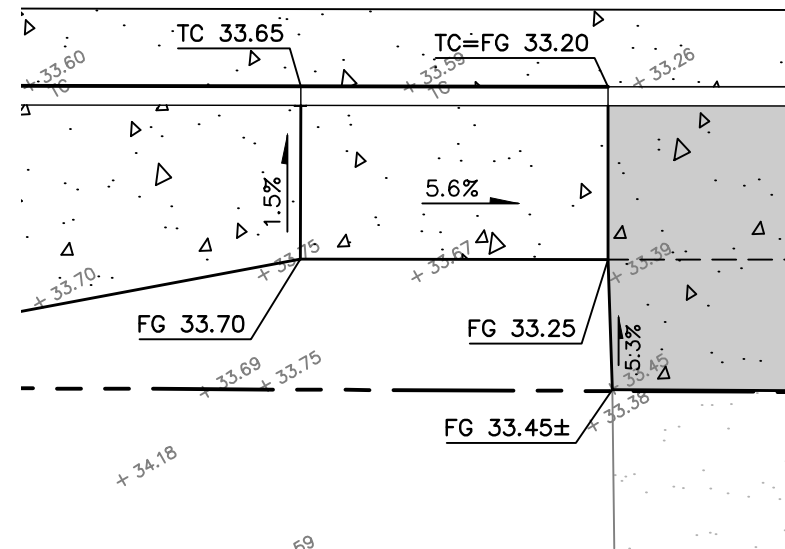 TC 33.65
TC=FG 33.20
+ 33.60
TC
+ 33.59
TC
+ 33.26
1.5%
5.6%
+ 33.75
+ 33.67
+ 33.39
+ 33.70
FG 33.70
FG 33.25
5.3%
+ 33.69
+ 33.75
+ 33.45
+ 33.38
FG 33.45±
+ 34.18
59